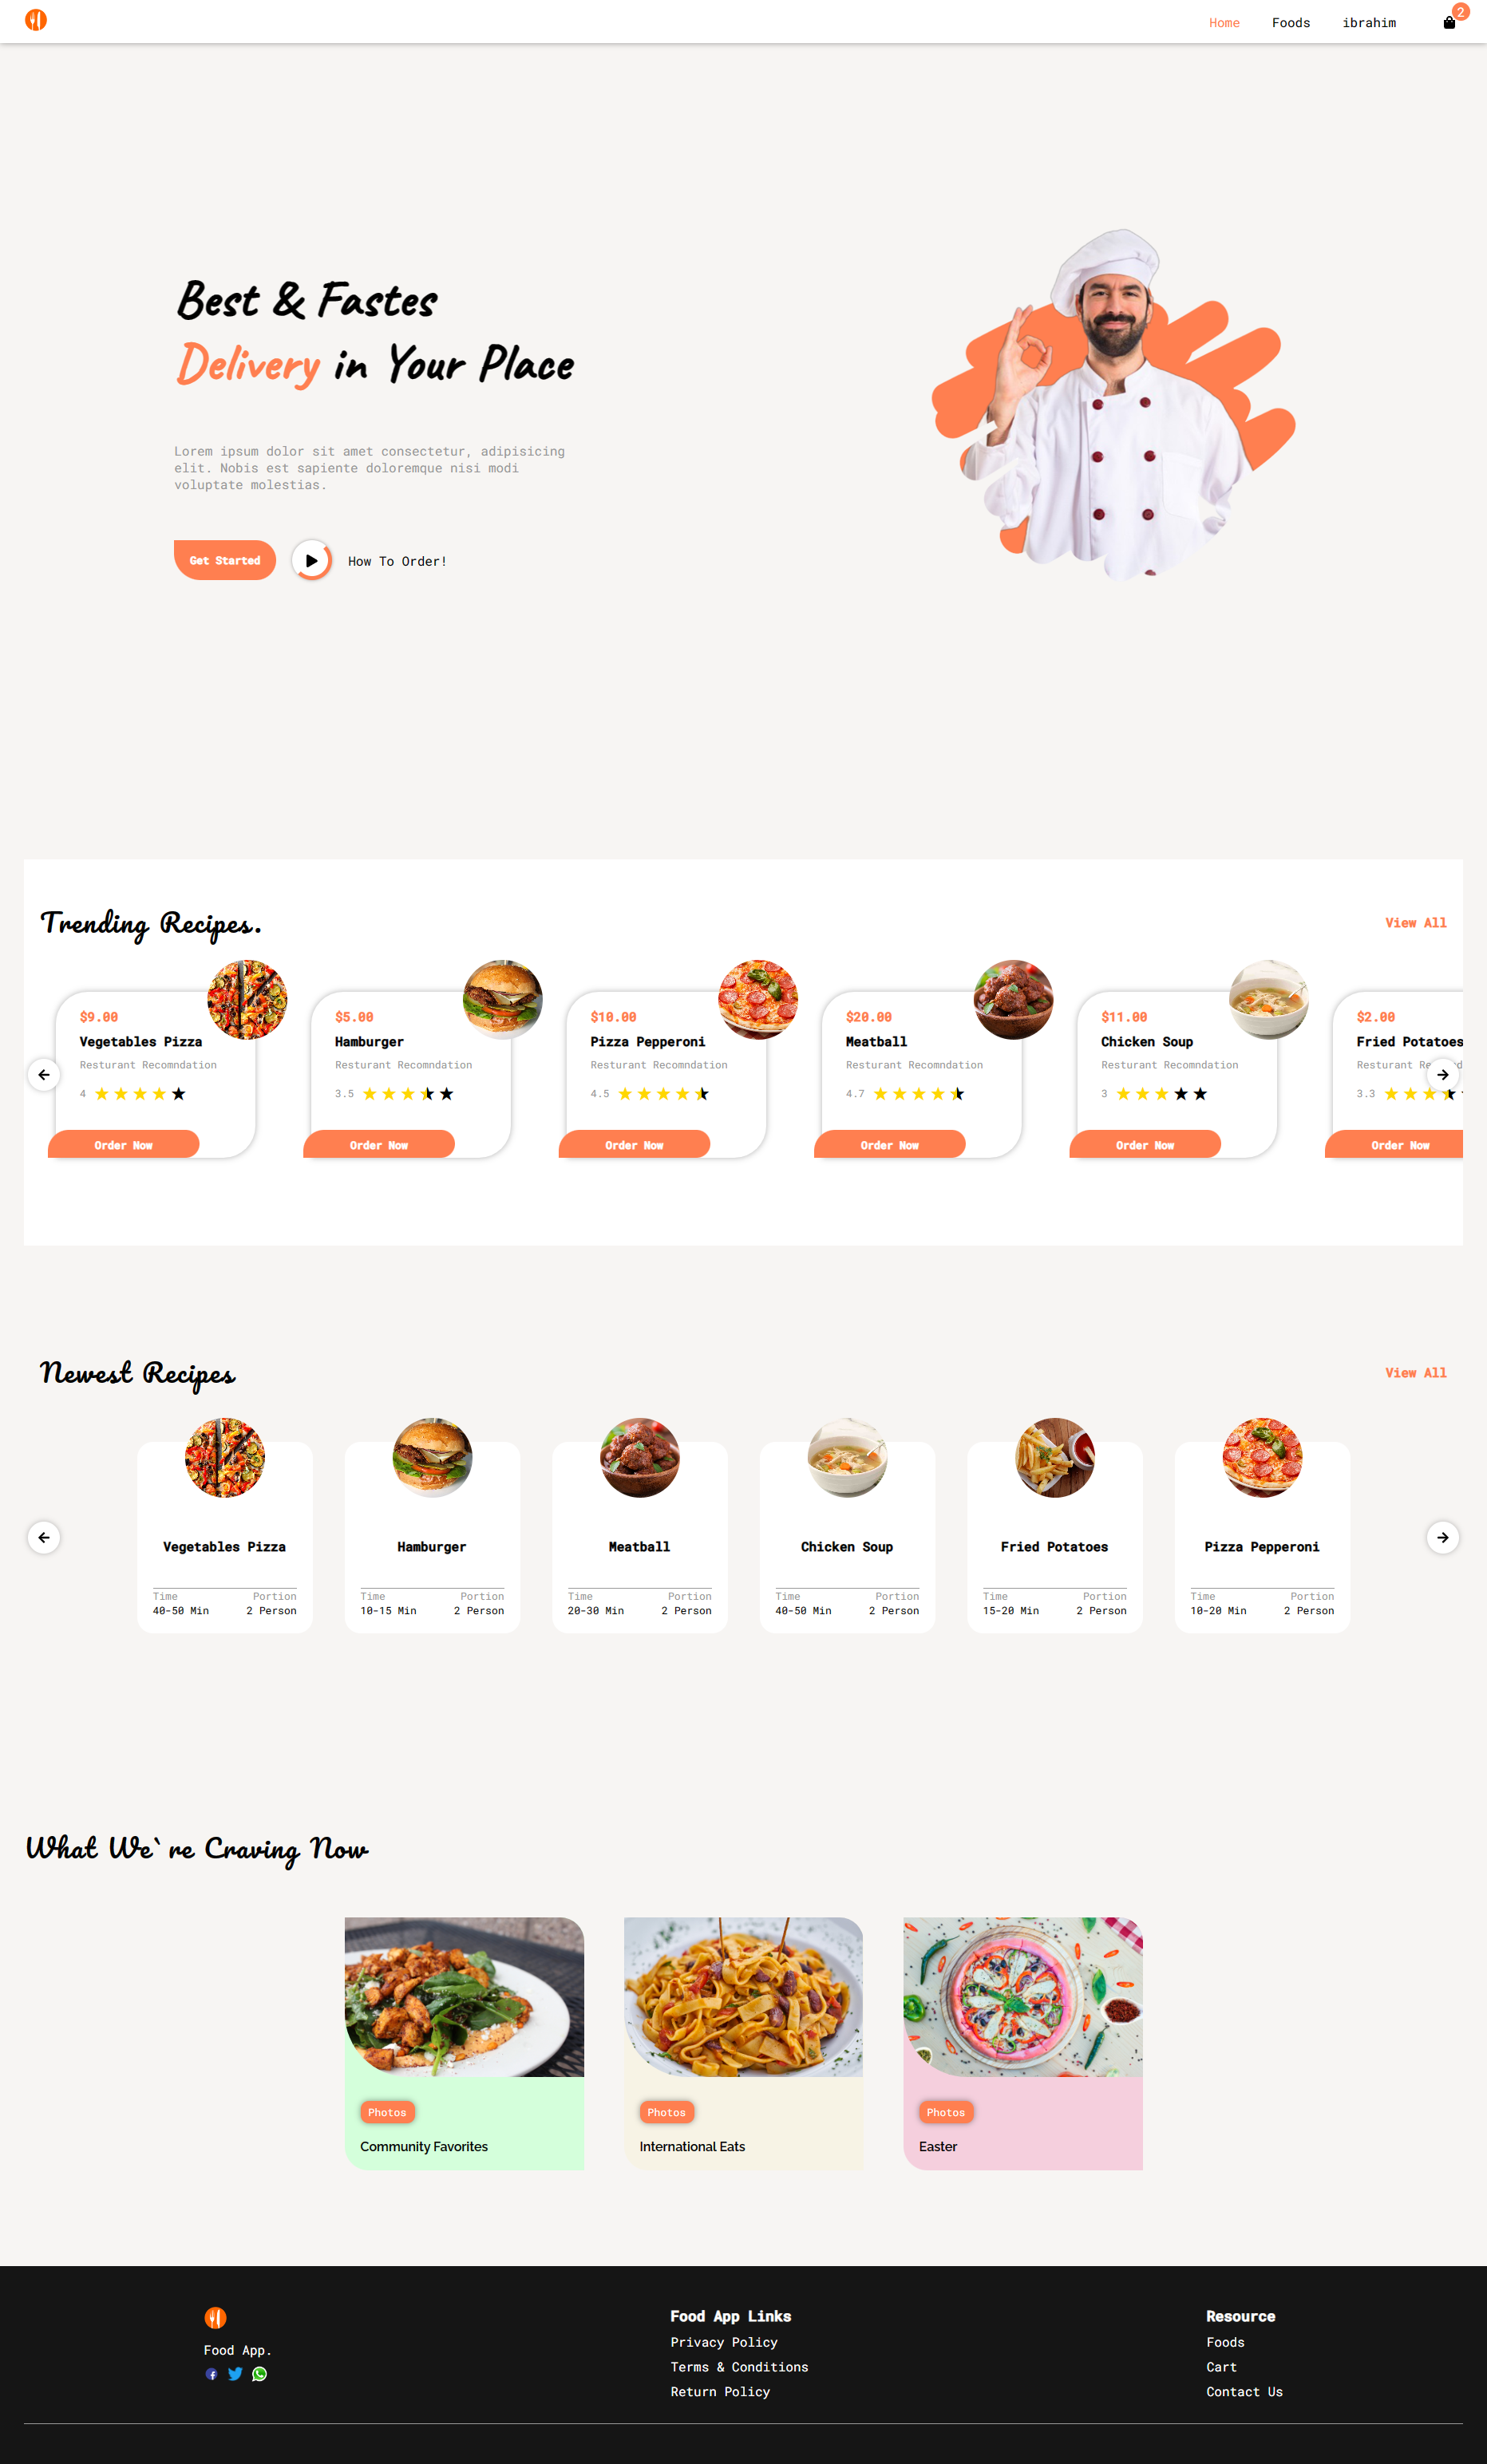 Home Foods ibrahim 2
Best & Fastes
Delivery in Your Place
Lorem ipsum dolor sit amet consectetur, adipisicing
elit. Nobis est sapiente doloremque nisi modi
voluptate molestias.
Get Started How To Order!
Trending Recipes. View All
$9.00
Vegetables Pizza
Resturant Recomndation
4
Order Now
$5.00
Hamburger
Resturant Recomndation
3.5
Order Now
$10.00
Pizza Pepperoni
Resturant Recomndation
4.5
Order Now
$20.00
Meatball
Resturant Recomndation
4.7
Order Now
$11.00
Chicken Soup
Resturant Recomndation
3
Order Now
$2.00
Fried Potatoes
Resturant
3.3
Order Now
Newest Recipes View All
Vegetables Pizza
Time Portion
40-50 Min 2 Person
Hamburger
Time Portion
10-15 Min 2 Person
Meatball
Time Portion
20-30 Min 2 Person
Chicken Soup
Time Portion
40-50 Min 2 Person
Fried Potatoes
Time Portion
15-20 Min 2 Person
Pizza Pepperoni
Time Portion
10-20 Min 2 Person
What We`re Craving Now
Photos
Community Favorites
Photos
International Eats
Photos
Easter
Food App.
Food App Links
Privacy Policy
Terms & Conditions
Return Policy
Resource
Foods
Cart
Contact Us